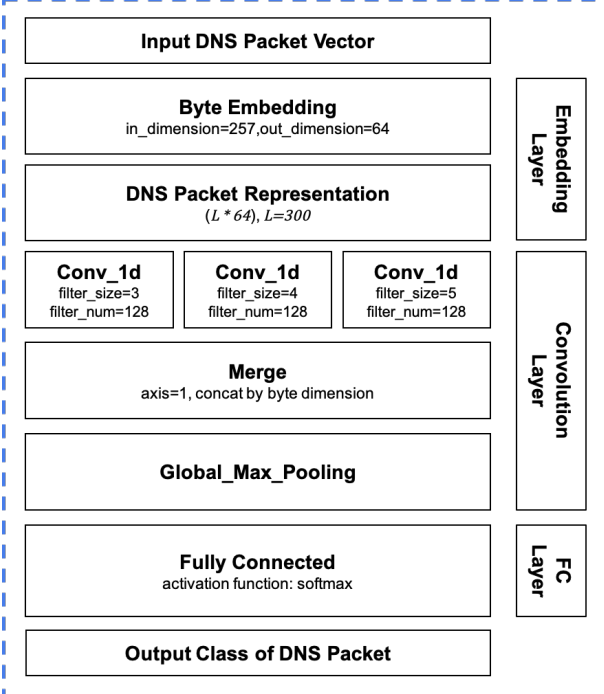 Input DNS Packet Vector
Byte Embedding
in_dimension=257,out_dimension=64
DNS Packet Representation
(L * 64), L=300
Embedding
Layer
Conv_1d
filter_size=3
filter_num=128
Conv_1d
filter_size=4
filter_num=128
Conv_1d
filter_size=5
filter_num=128
Merge
axis=1, concat by byte dimension
Global_Max_Pooling
Convolution
Layer
Fully Connected
activation function: softmax
FC
Layer
Output Class of DNS Packet